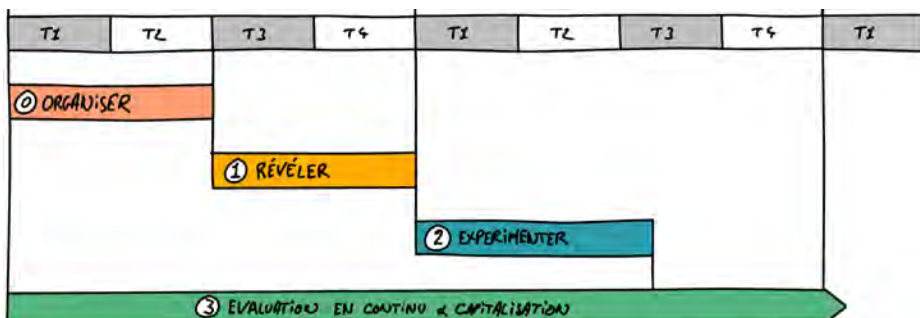 T1 T2 T3 T4 T1 T2 T3 T4 T1
0 ORGANISER
1 RÉVÉLER
2 EXPERIMENTER
3 EVALUATION EN CONTINU & CAPITALISATION